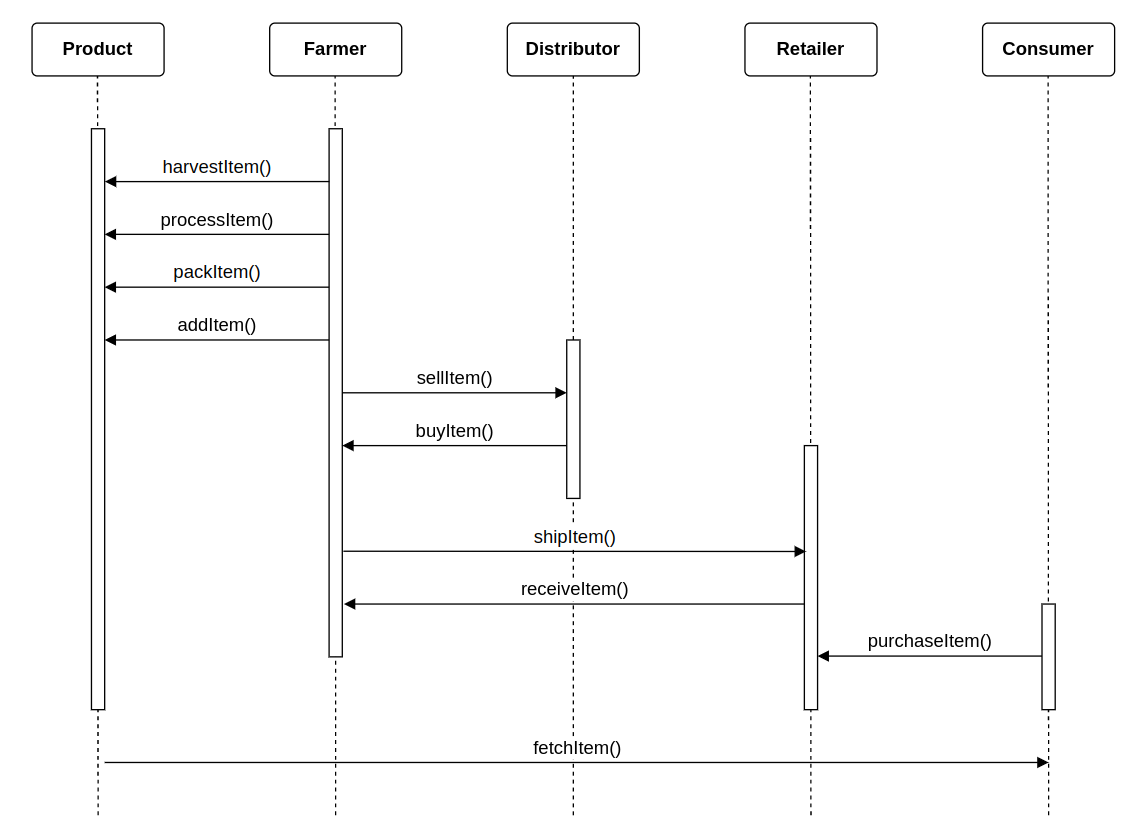 Product
Farmer
Distributor
Retailer
Consumer
harvestItem()
processItem()
packItem()
addItem()
sellItem()
buyItem()
shipItem()
receiveItem()
purchaseItem()
fetchItem()